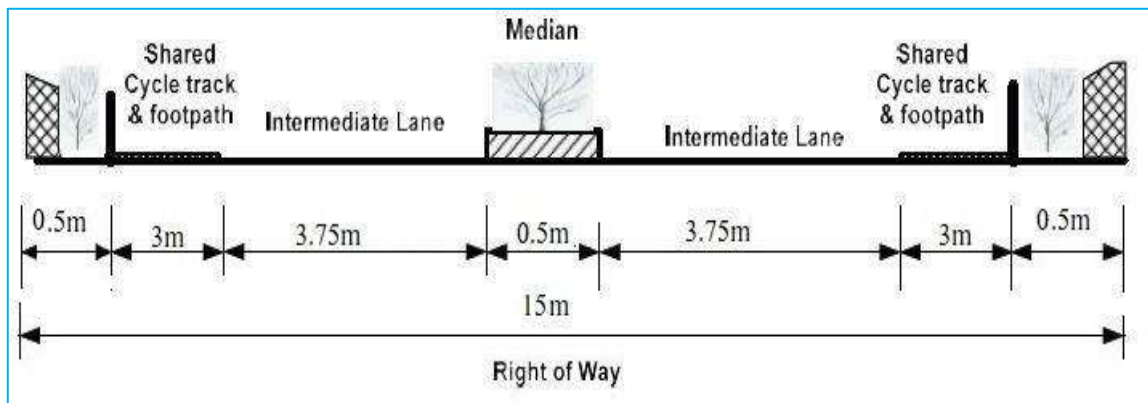 Median
Shared
Cycle track
& footpath
Shared
Cycle track
& footpath
Intermediate Lane
Intermediate Lane
0.5m
3m
3.75m
0.5m
3.75m
3m
0.5m
15m
Right of Way